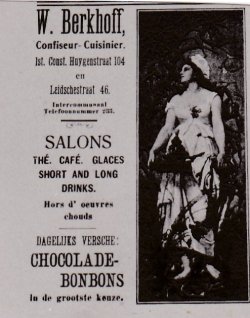 W. Berkhoff,
Confiseur-Cuisinier.
1st. Const. Huygenstraat 104
en
Leidschestraat 46.
Intercommunaal
Telefoonnummer 233.
SALONS
THÉ. CAFÉ. GLACES
SHORT AND LONG
DRINKS.
Hors d' oeuvres
chouds
DAGELIJKS VERSCHE:
CHOCOLADE-
BONBONS
In de grootste keuze.